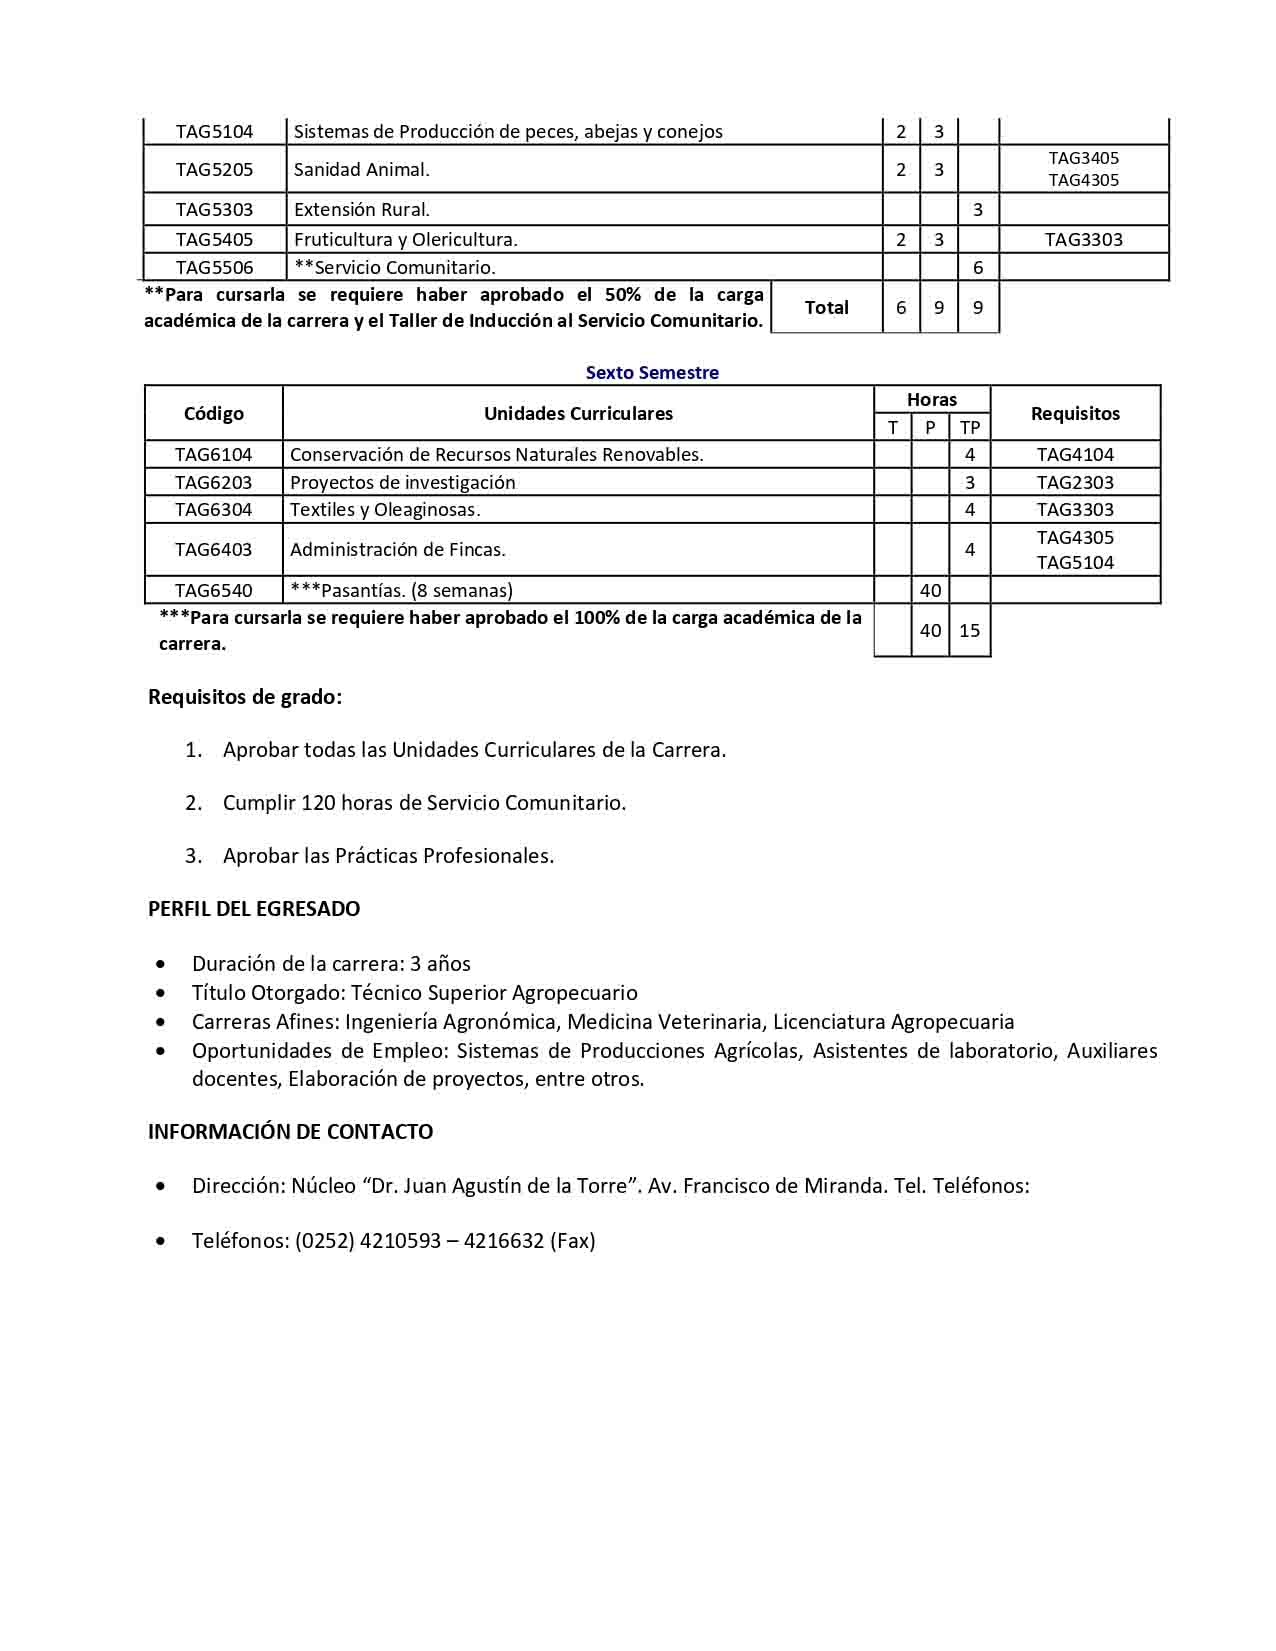 TAG5104 Sistemas de Producción de peces, abejas y conejos 2 3
TAG5205 Sanidad Animal. 2 3 TAG3405 TAG4305
TAG5303 Extensión Rural. 3
TAG5405 Fruticultura y Olericultura. 2 3 TAG3303
TAG5506 **Servicio Comunitario. 6
**Para cursarla se requiere haber aprobado el 50% de la carga
académica de la carrera y el Taller de Inducción al Servicio Comunitario. Total 6 9 9
Sexto Semestre
Código Unidades Curriculares Horas Requisitos
T P TP
TAG6104 Conservación de Recursos Naturales Renovables. 4 TAG4104
TAG6203 Proyectos de investigación 3 TAG2303
TAG6304 Textiles y Oleaginosas. 4 TAG3303
TAG6403 Administración de Fincas. 4 TAG4305 TAG5104
TAG6540 ***Pasantías. (8 semanas) 40
***Para cursarla se requiere haber aprobado el 100% de la carga académica de la
carrera. 40 15
Requisitos de grado:
1. Aprobar todas las Unidades Curriculares de la Carrera.
2. Cumplir 120 horas de Servicio Comunitario.
3. Aprobar las Prácticas Profesionales.
PERFIL DEL EGRESADO
• Duración de la carrera: 3 años
• Título Otorgado: Técnico Superior Agropecuario
• Carreras Afines: Ingeniería Agronómica, Medicina Veterinaria, Licenciatura Agropecuaria
• Oportunidades de Empleo: Sistemas de Producciones Agrícolas, Asistentes de laboratorio, Auxiliares
docentes, Elaboración de proyectos, entre otros.
INFORMACIÓN DE CONTACTO
• Dirección: Núcleo “Dr. Juan Agustín de la Torre”. Av. Francisco de Miranda. Tel. Teléfonos:
• Teléfonos: (0252) 4210593 – 4216632 (Fax)